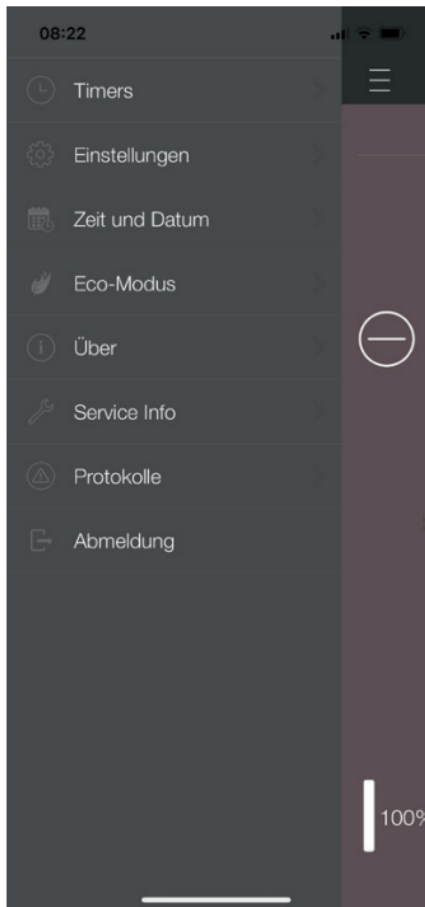 08:22
Timers
Einstellungen
Zeit und Datum
Eco-Modus
Über
Service Info
Protokolle
Abmeldung
100%